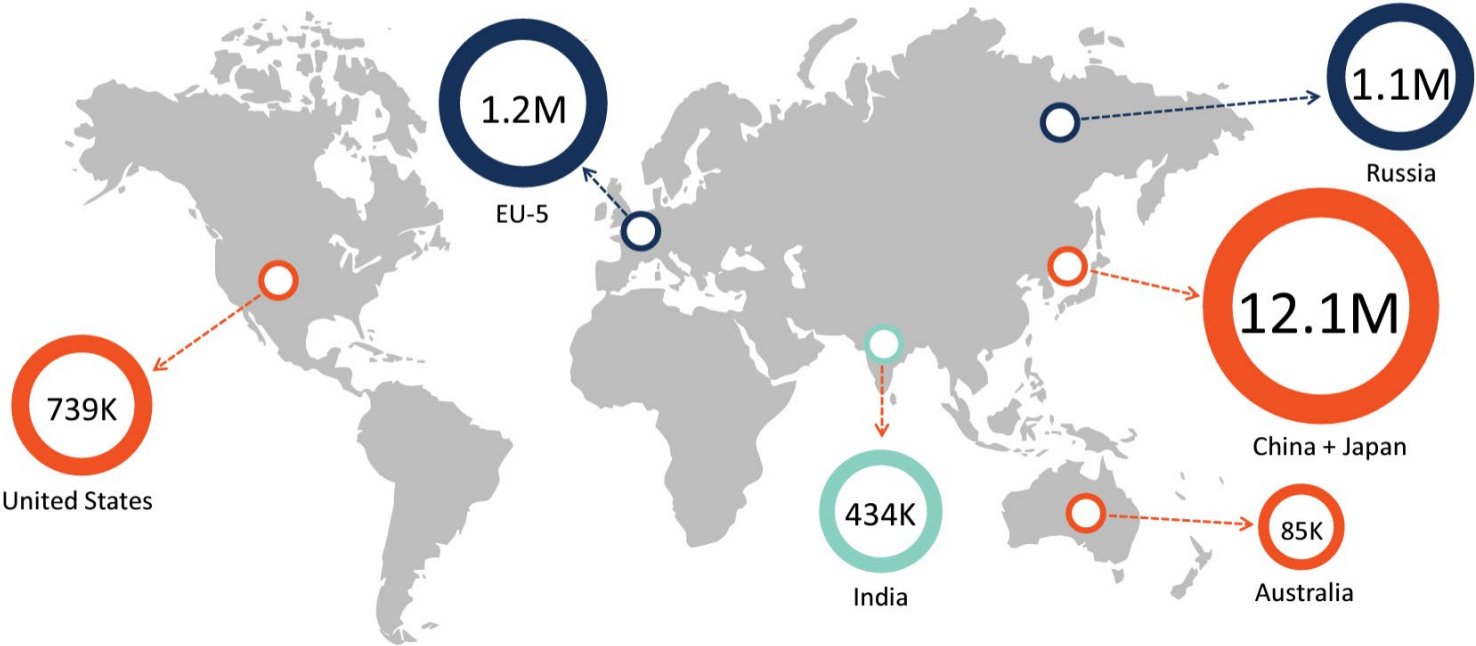 1.2M
EU-5
1.1M
Russia
12.1M
China + Japan
739K
United States
434K
India
85K
Australia